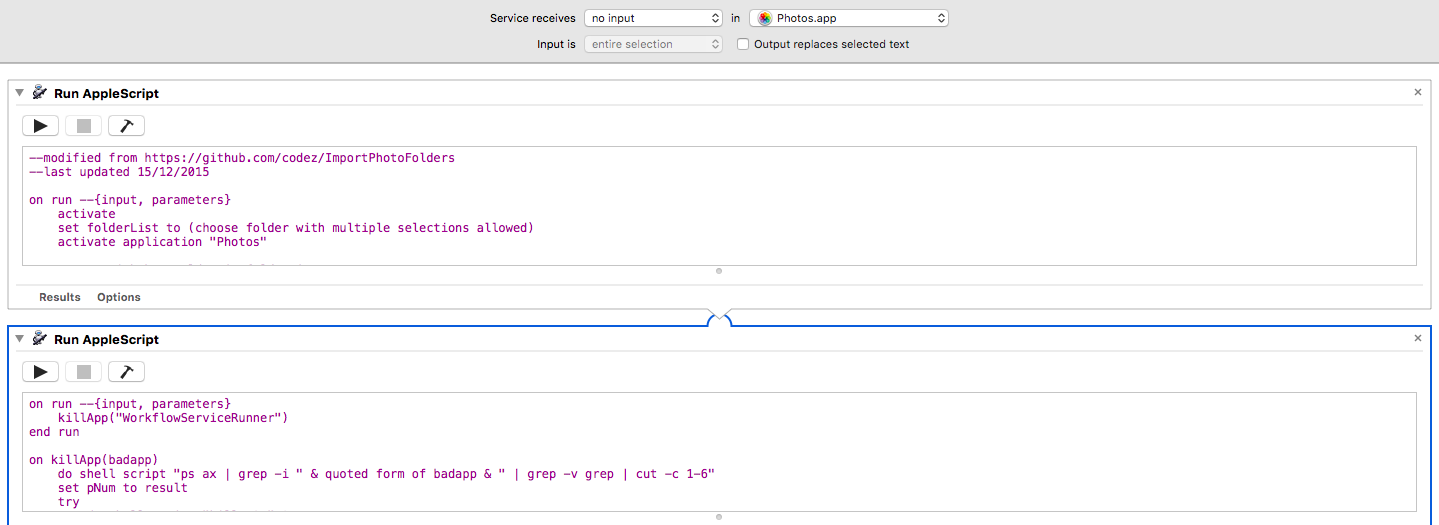 Service receives no input in Photos.app
Input is entire selection Output replaces selected text
Run AppleScript
--modified from https://github.com/codez/ImportPhotoFolders
--last updated 15/12/2015
on run --{input, parameters}
activate
set folderList to (choose folder with multiple selections allowed)
activate application "Photos"
Results Options
Run AppleScript
on run --{input, parameters}
killApp("WorkflowServiceRunner")
end run
on killApp(badapp)
do shell script "ps ax | grep -i " & quoted form of badapp & " | grep -v grep | cut -c 1-6"
set pNum to result
try